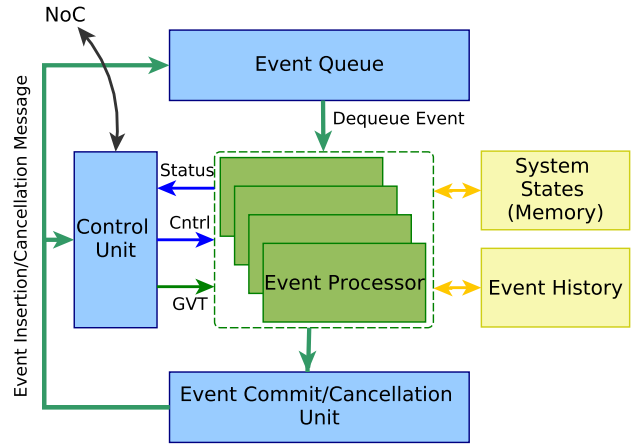 NoC
Event Queue
Dequeue Event
Event Insertion/Cancellation Message
Status
Cntrl
GVT
Control
Unit
Event Processor
System
States
(Memory)
Event History
Event Commit/Cancellation
Unit